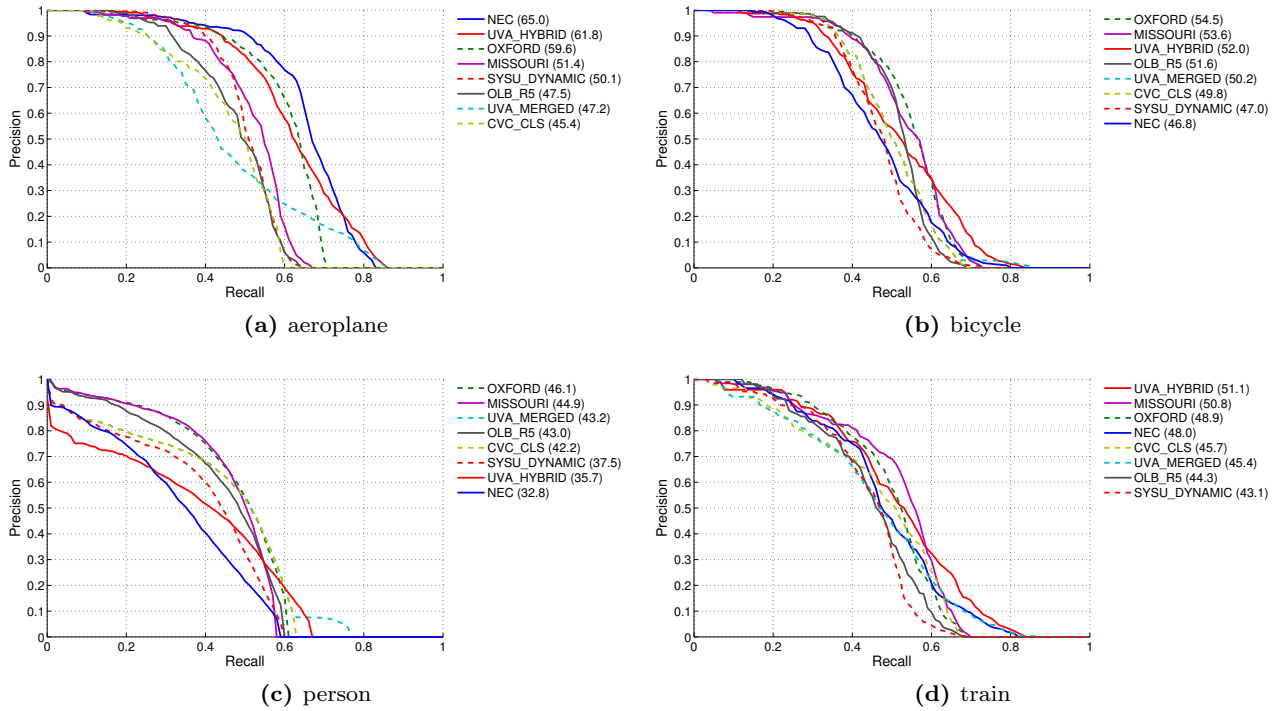 1
0.9
0.8
0.7
0.6
0.5
0.4
0.3
0.2
0.1
0
Precision
0 0.2 0.4 0.6 0.8 1
Recall
NEC (65.0)
UVA_HYBRID (61.8)
OXFORD (59.6)
MISSOURI (51.4)
SYSU_DYNAMIC (50.1)
OLB_R5 (47.5)
UVA_MERGED (47.2)
CVC_CLS (45.4)
(a) aeroplane
1
0.9
0.8
0.7
0.6
0.5
0.4
0.3
0.2
0.1
0
Precision
0 0.2 0.4 0.6 0.8 1
Recall
OXFORD (54.5)
MISSOURI (53.6)
UVA_HYBRID (52.0)
OLB_R5 (51.6)
UVA_MERGED (50.2)
CVC_CLS (49.8)
SYSU_DYNAMIC (47.0)
NEC (46.8)
(b) bicycle
1
0.9
0.8
0.7
0.6
0.5
0.4
0.3
0.2
0.1
0
Precision
0 0.2 0.4 0.6 0.8 1
Recall
OXFORD (46.1)
MISSOURI (44.9)
UVA_MERGED (43.2)
OLB_R5 (43.0)
CVC_CLS (42.2)
SYSU_DYNAMIC (37.5)
UVA_HYBRID (35.7)
NEC (32.8)
(c) person
1
0.9
0.8
0.7
0.6
0.5
0.4
0.3
0.2
0.1
0
Precision
0 0.2 0.4 0.6 0.8 1
Recall
UVA_HYBRID (51.1)
MISSOURI (50.8)
OXFORD (48.9)
NEC (48.0)
CVC_CLS (45.7)
UVA_MERGED (45.4)
OLB_R5 (44.3)
SYSU_DYNAMIC (43.1)
(d) train